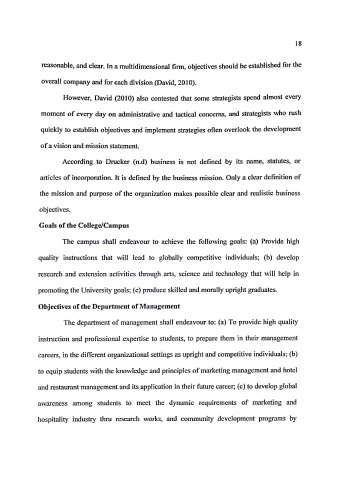 18
reasonable, and clear. In a multidimensional firm, objectives should be established for the
overall company and for each division (David, 2010).
However, David (2010) also contested that some strategists spend almost every
moment of every day on administrative and tactical concerns, and strategists who rush
quickly to establish objectives and implement strategies often overlook the development
of a vision and mission statement.
According to Drucker (n.d) business is not defined by its name, statutes, or
articles of incorporation. It is defined by the business mission. Only a clear definition of
the mission and purpose of the organization makes possible clear and realistic business
objectives.
Goals of the College/Campus
The campus shall endeavour to achieve the following goals: (a) Provide high
quality instructions that will lead to globally competitive individuals; (b) develop
research and extension activities through arts, science and technology that will help in
promoting the University goals; (c) produce skilled and morally upright graduates.
Objectives of the Department of Management
The department of management shall endeavour to: (a) To provide high quality
instruction and professional expertise to students, to prepare them in their management
careers, in the different organizational settings as upright and competitive individuals; (b)
to equip students with the knowledge and principles of marketing management and hotel
and restaurant management and its application in their future career; (c) to develop global
awareness among students to meet the dynamic requirements of marketing and
hospitality industry thru research works, and community development programs by